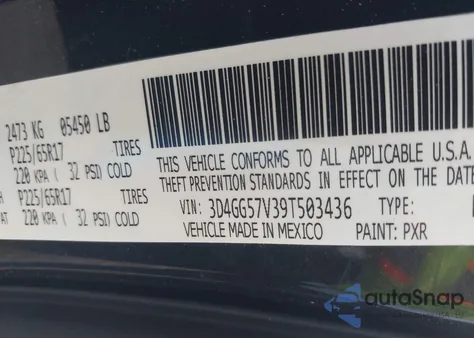 2473 KG 05450 LB
P225/65R17 TIRES
220 KPA ( 32 PSI) COLD
P225/65R17 TIRES
220 KPA ( 32 PSI) COLD
THIS VEHICLE CONFORMS TO ALL APPLICABLE U.S.A.
THEFT PREVENTION STANDARDS IN EFFECT ON THE DATE
VIN: 3D4GG57V39T503436 TYPE:
VEHICLE MADE IN MEXICO PAINT: PXR
autoSnap